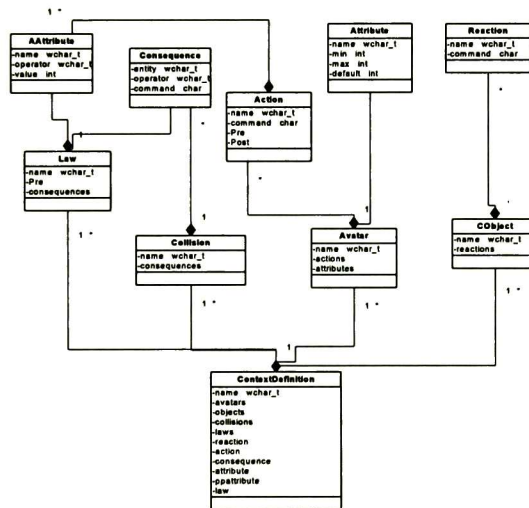 1 *
AAttribute
-name wchar_t
-operator wchar_t
-value int
Consequence
-entity wchar_t
-operator wchar_t
-command char
Attribute
-name wchar_t
-min int
-max int
-default int
Reaction
-name wchar_t
-command char
Action
-name wchar_t
-command char
-Pre
-Post
*
1
*
Law
-name wchar_t
-Pre
-consequences
*
1
1
*
Collision
-name wchar_t
-consequences
Avatar
-name wchar_t
-actions
-attributes
CObject
-name wchar_t
-reactions
1 *
1 *
1 *
1 *
1
ContextDefinition
-name wchar_t
-avatars
-objects
-collisions
-laws
-reaction
-action
-consequence
-attribute
-ppattribute
-law